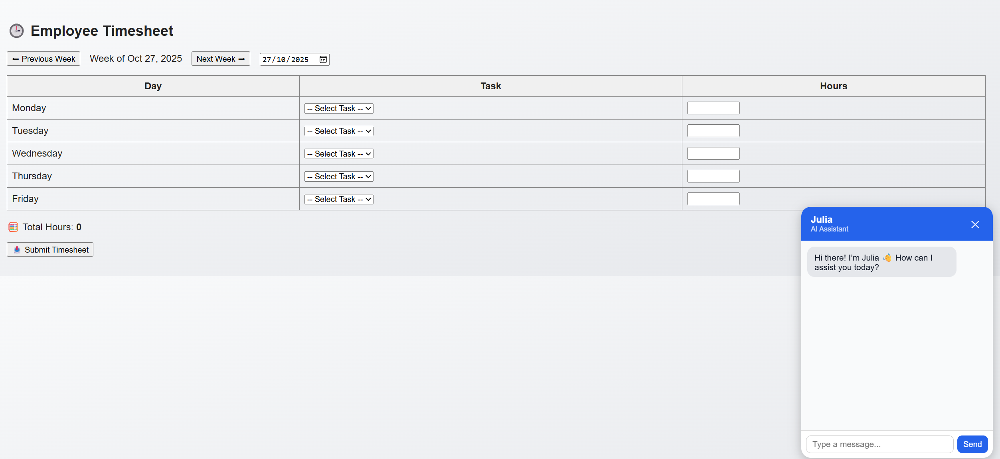 🕒 Employee Timesheet
⬅ Previous Week Week of Oct 27, 2025 Next Week ➡ 27/10/2025
Day Task Hours
Monday -- Select Task --
Tuesday -- Select Task --
Wednesday -- Select Task --
Thursday -- Select Task --
Friday -- Select Task --
🧮 Total Hours: 0
📤 Submit Timesheet
Julia
AI Assistant
Hi there! I’m Julia 👋 How can I
assist you today?
Type a message...
Send